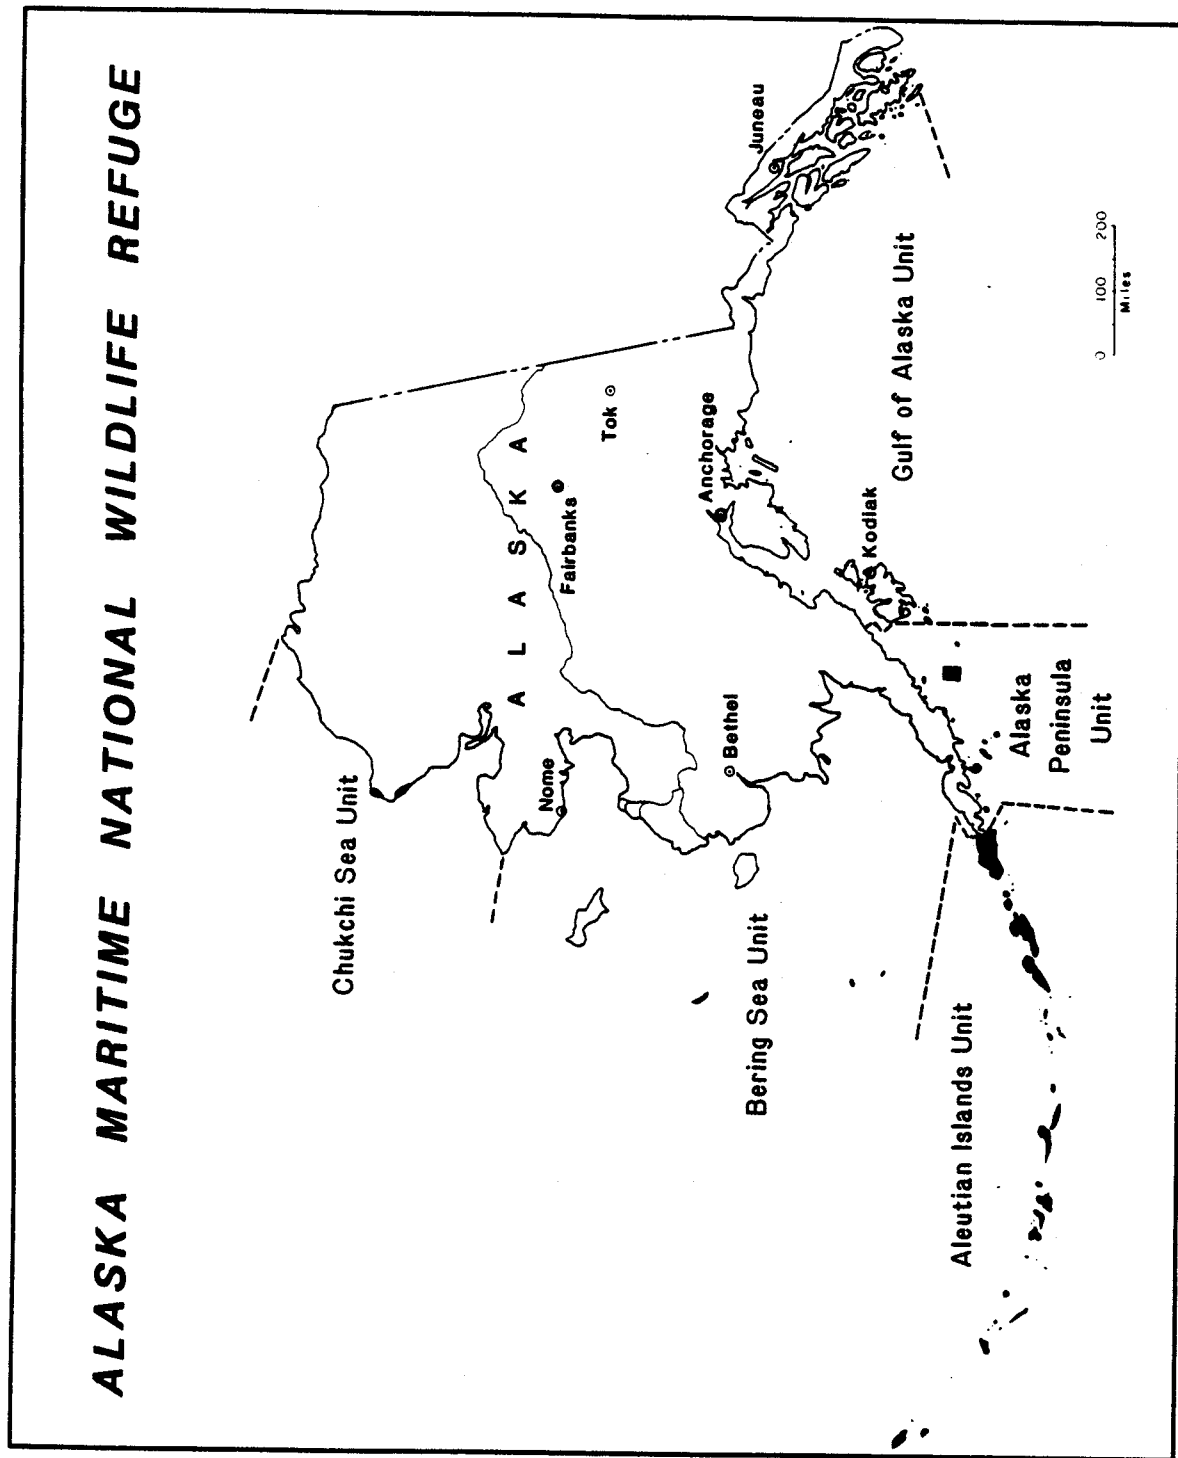 ALASKA MARITIME NATIONAL WILDLIFE REFUGE
Chukchi Sea Unit
ALASKA
Nome
Fairbanks
Tok
Bethel
Anchorage
Juneau
Bering Sea Unit
Kodiak
Gulf of Alaska Unit
Aleutian Islands Unit
Alaska
Peninsula
Unit
0 100 200
Miles